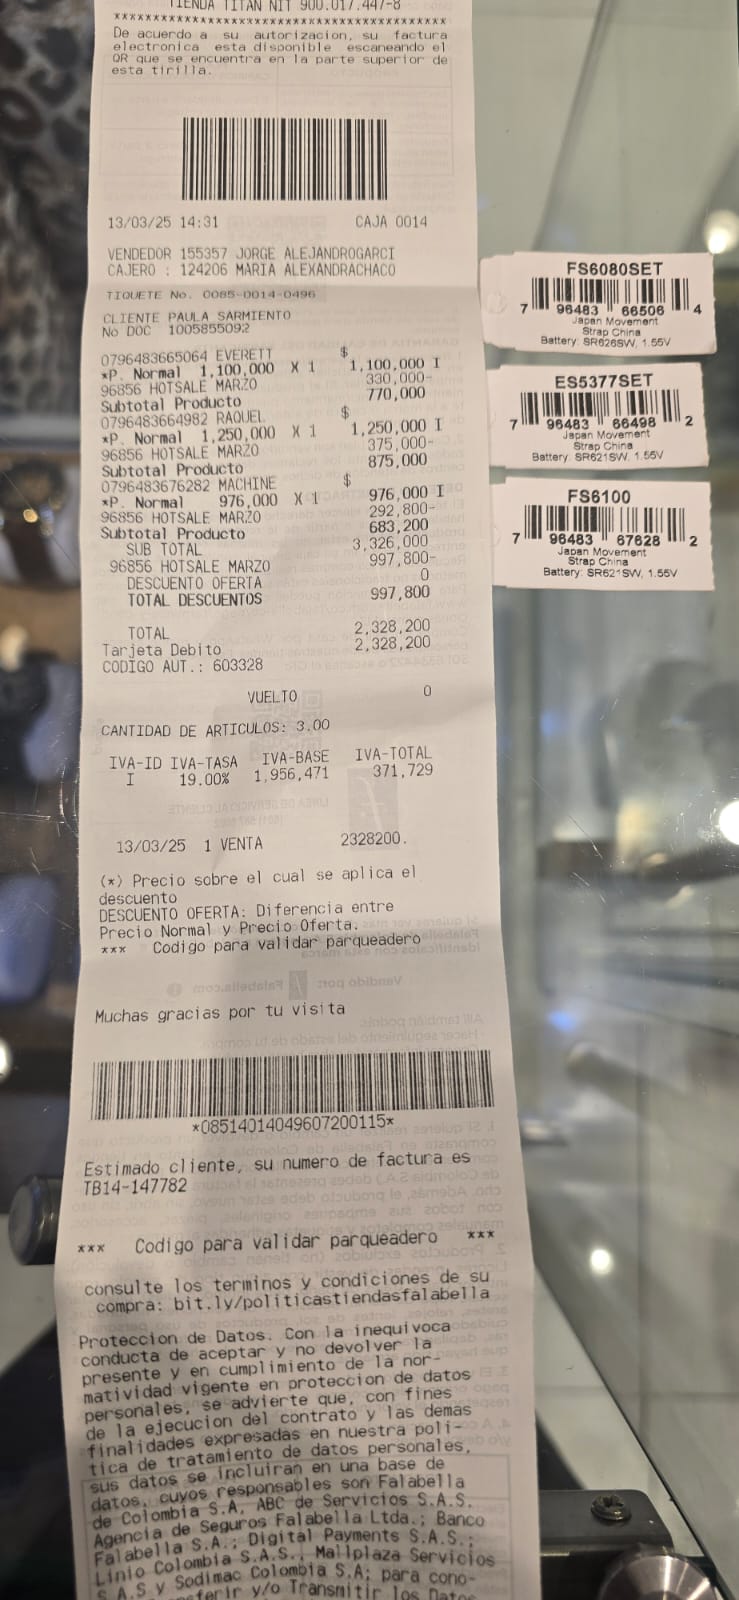 TIENDA TITAN NIT 900.017.447-8
****************************************
De acuerdo a su autorizacion, su factura
electronica esta disponible escaneando el
QR que se encuentra en la parte superior de
esta tirilla.
13/03/25 14:31 CAJA 0014
VENDEDOR 155357 JORGE ALEJANDROGARCI
CAJERO : 124206 MARIA ALEXANDRACHACO
TIQUETE No. 0085-0014-0496
CLIENTE PAULA SARMIENTO
No DOC 1005855092
0796483665064 EVERETT $
*P. Normal 1,100,000 X 1 1,100,000 I
96856 HOTSALE MARZO 330,000-
Subtotal Producto 770,000
0796483664982 RAQUEL $
*P. Normal 1,250,000 X 1 1,250,000 I
96856 HOTSALE MARZO 375,000-
Subtotal Producto 875,000
0796483676282 MACHINE $
*P. Normal 976,000 X 1 976,000 I
96856 HOTSALE MARZO 292,800-
Subtotal Producto 683,200
SUB TOTAL 3,326,000
96856 HOTSALE MARZO 997,800-
DESCUENTO OFERTA 0
TOTAL DESCUENTOS 997,800
TOTAL 2,328,200
Tarjeta Debito 2,328,200
CODIGO AUT.: 603328
VUELTO 0
CANTIDAD DE ARTICULOS: 3.00
IVA-ID IVA-TASA IVA-BASE IVA-TOTAL
I 19.00% 1,956,471 371,729
13/03/25 1 VENTA 2328200.
(*) Precio sobre el cual se aplica el
descuento
DESCUENTO OFERTA: Diferencia entre
Precio Normal y Precio Oferta.
*** Codigo para validar parqueadero
Muchas gracias por tu visita
*08514014049607200115*
Estimado cliente, su numero de factura es
TB14-147782
*** Codigo para validar parqueadero ***
consulte los terminos y condiciones de su
compra: bit.ly/politicastiendasfalabella
Proteccion de Datos. Con la inequivoca
conducta de aceptar y no devolver la
presente y en cumplimiento de la nor-
matividad vigente en proteccion de datos
personales, se advierte que, con fines
de la ejecucion del contrato y las demas
finalidades expresadas en nuestra poli-
tica de tratamiento de datos personales,
sus datos se incluiran en una base de
datos, cuyos responsables son Falabella
de Colombia S.A, ABC de Servicios S.A.S,
Agencia de Seguros Falabella Ltda.; Banco
Falabella S.A.; Digital Payments S.A.S.;
Linio Colombia S.A.S., Mallplaza Servicios
S.A.S y Sodimac Colombia S.A; para cono-
ferir y/o Transmitir los Datos
FS6080SET
7 96483 66506 4
Japan Movement
Strap China
Battery: SR626SW, 1.55V
ES5377SET
7 96483 66498 2
Japan Movement
Strap China
Battery: SR621SW, 1.55V
FS6100
7 96483 67628 2
Japan Movement
Strap China
Battery: SR621SW, 1.55V